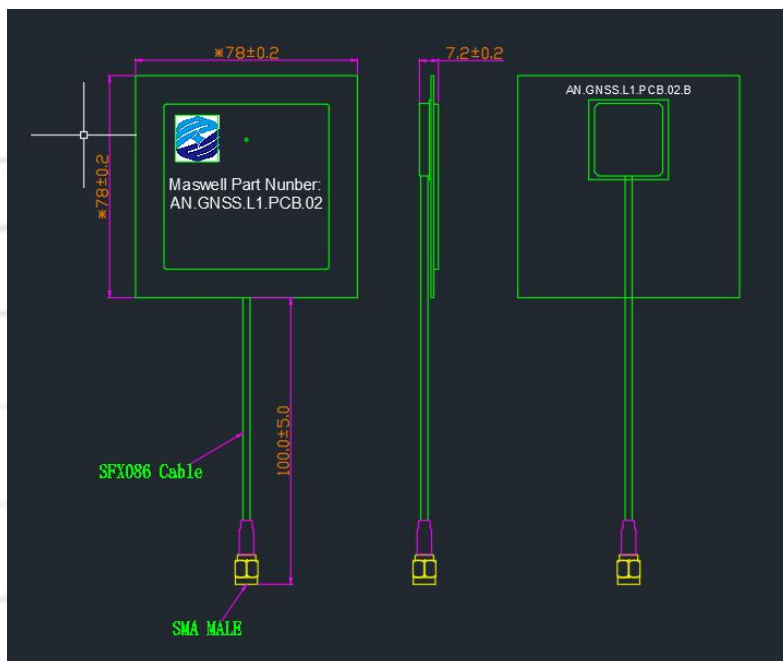 *78±0.2
7.2±0.2
*78±0.2
AN.GNSS.L1.PCB.02.B
Maswell Part Nunber:
AN.GNSS.L1.PCB.02
100.0±5.0
SFX086 Cable
SMA MALE